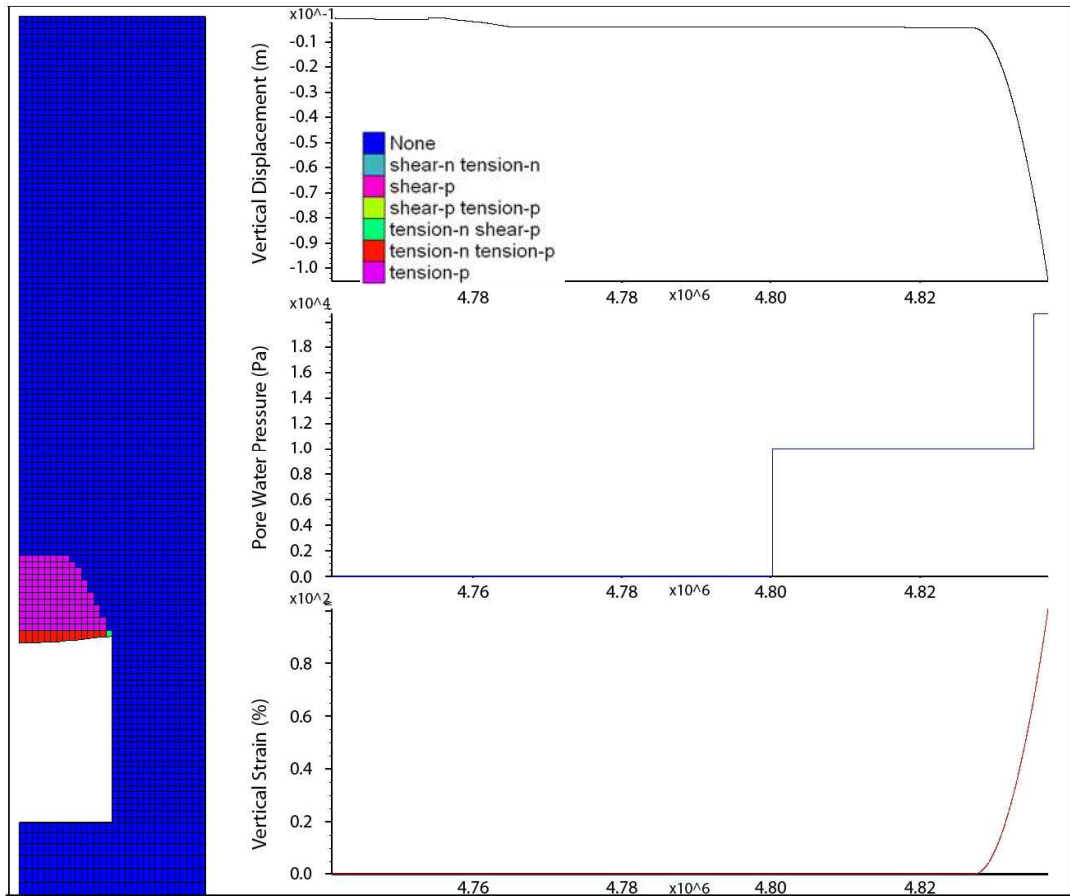 x10^-1
-0.1
-0.2
-0.3
-0.4
-0.5
-0.6
-0.7
-0.8
-0.9
-1.0
Vertical Displacement (m)
None
shear-n tension-n
shear-p
shear-p tension-p
tension-n shear-p
tension-n tension-p
tension-p
4.78 4.78 x10^6 4.80 4.82
x10^4
1.8
1.6
1.4
1.2
1.0
0.8
0.6
0.4
0.2
0.0
Pore Water Pressure (Pa)
4.76 4.78 x10^6 4.80 4.82
x10^2
0.8
0.6
0.4
0.2
0.0
Vertical Strain (%)
4.76 4.78 x10^6 4.80 4.82